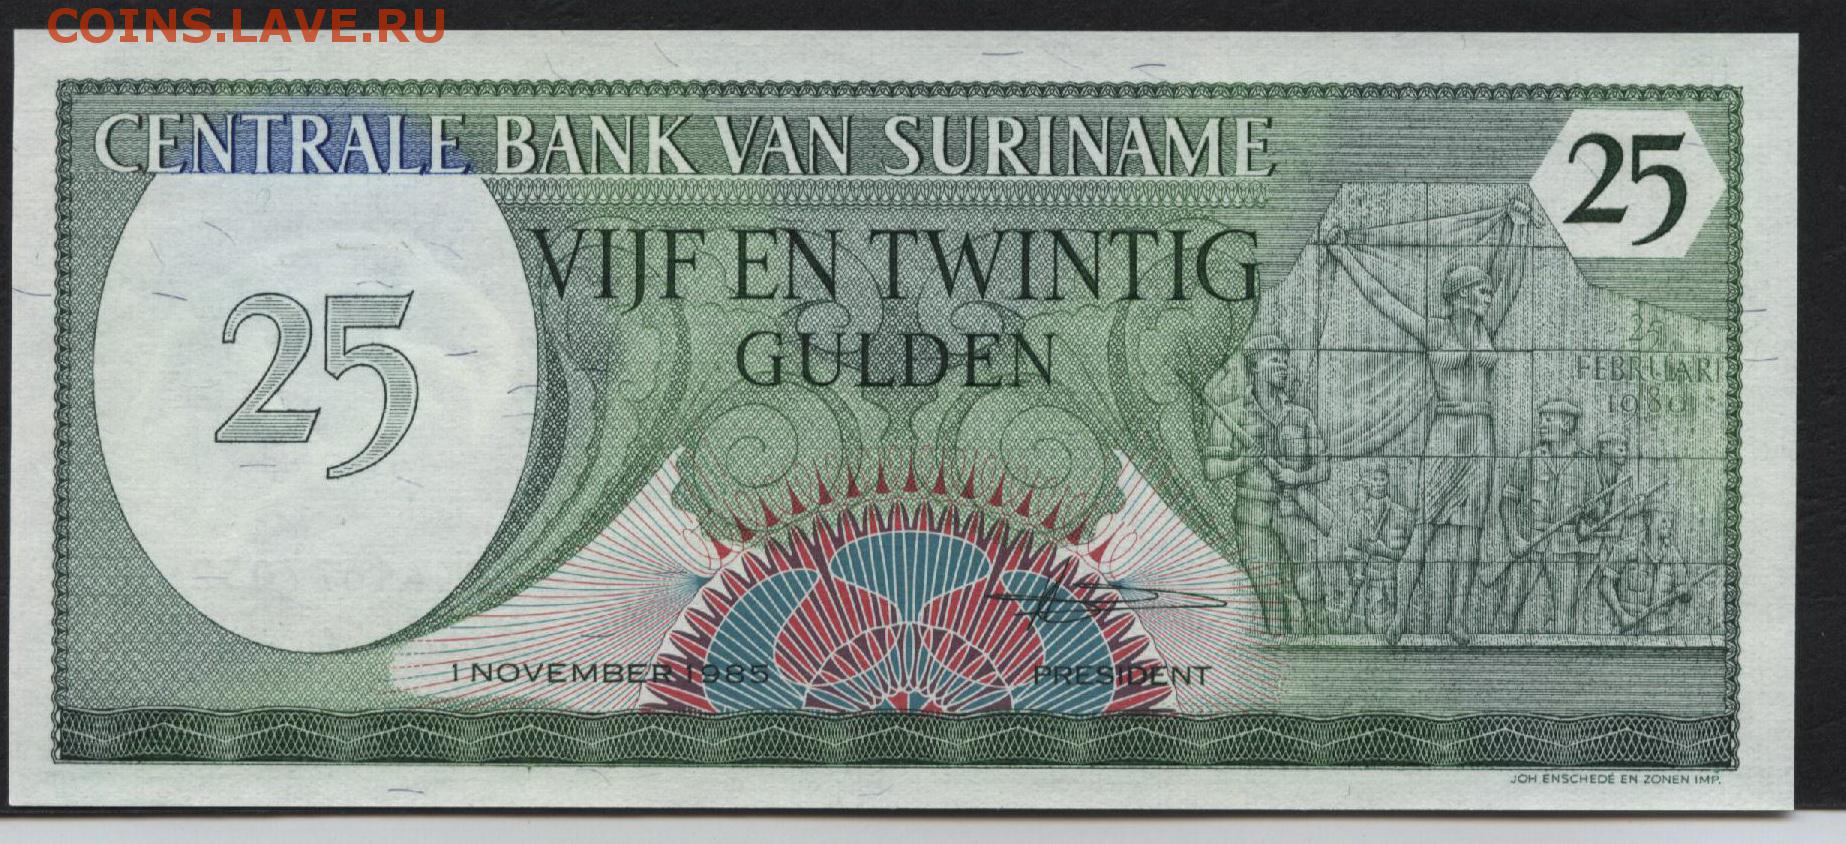 COINS.LAVE.RU
CENTRALE BANK VAN SURINAME
25
25
VIJF EN TWINTIG
GULDEN
25
FEBRUARI
1980
1 NOVEMBER 1985
PRESIDENT
JOH ENSCHEDÉ EN ZONEN IMP.